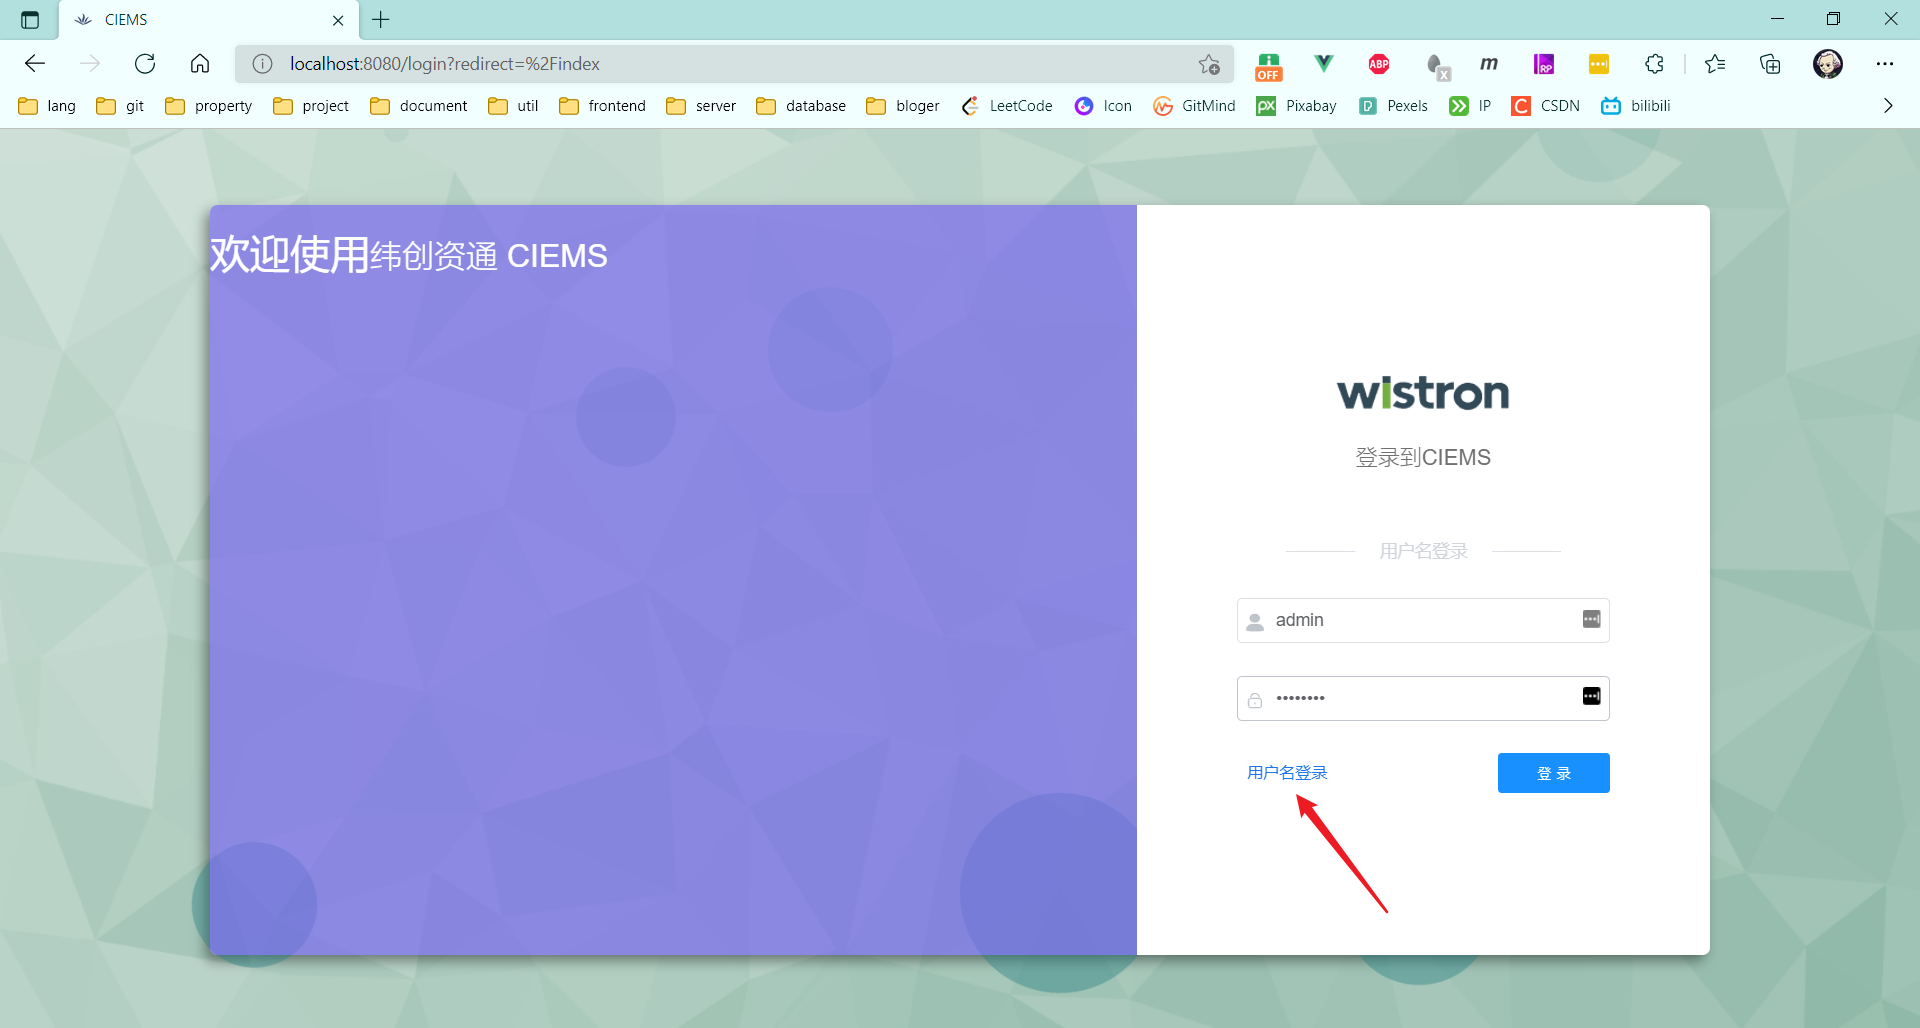 CIEMS
localhost:8080/login?redirect=%2Findex
OFF
ABP
x
m
RP
lang git property project document util frontend server database bloger LeetCode Icon GitMind Pixabay Pexels IP CSDN bilibili
欢迎使用纬创资通 CIEMS
wistron
登录到CIEMS
用户名登录
admin
••••••••
用户名登录
登 录